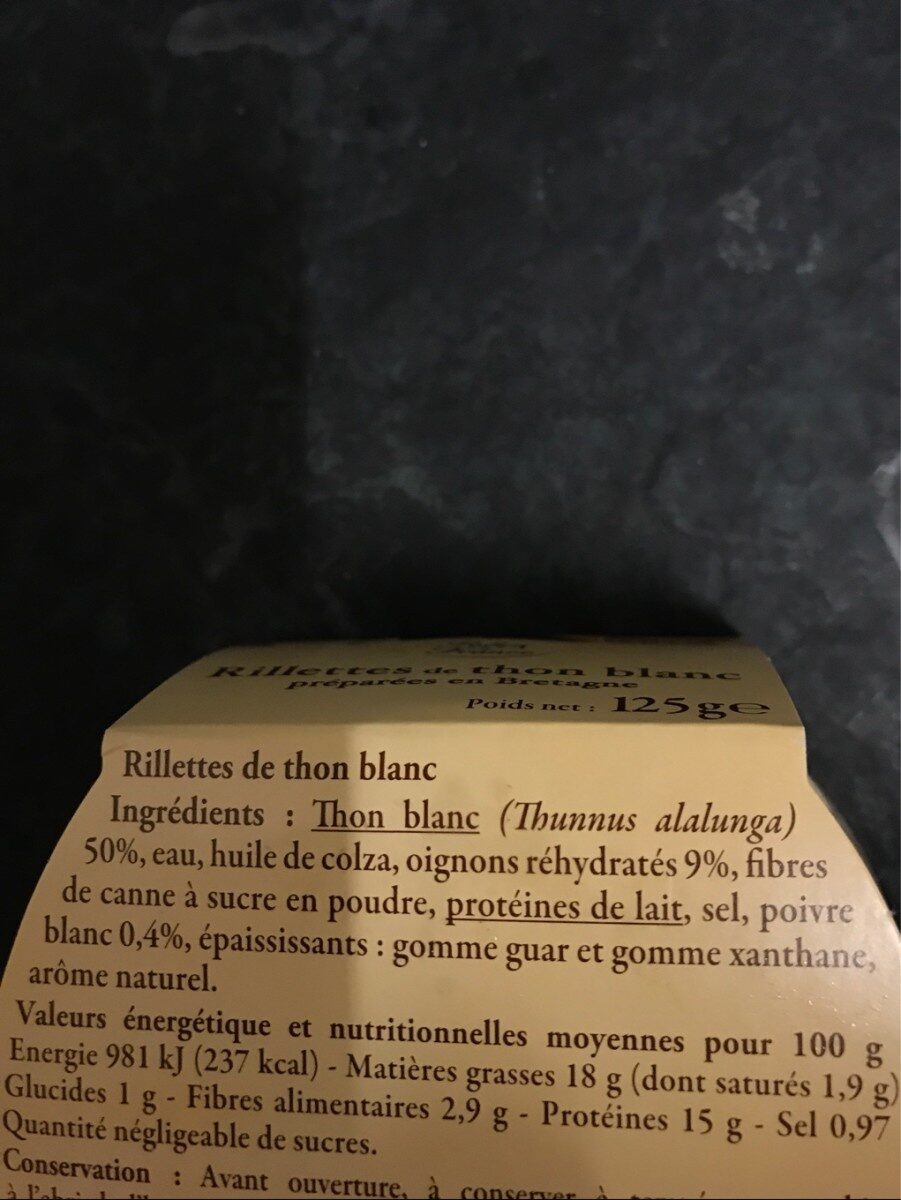 Rillettes de thon blanc
préparées en Bretagne
Poids net : 125g℮
Rillettes de thon blanc
Ingrédients : Thon blanc (Thunnus alalunga)
50%, eau, huile de colza, oignons réhydratés 9%, fibres
de canne à sucre en poudre, protéines de lait, sel, poivre
blanc 0,4%, épaississants : gomme guar et gomme xanthane,
arôme naturel.
Valeurs énergétique et nutritionnelles moyennes pour 100 g
Energie 981 kJ (237 kcal) - Matières grasses 18 g (dont saturés 1,9 g)
Glucides 1 g - Fibres alimentaires 2,9 g - Protéines 15 g - Sel 0,97
Quantité négligeable de sucres.
Conservation : Avant ouverture, à conserver à